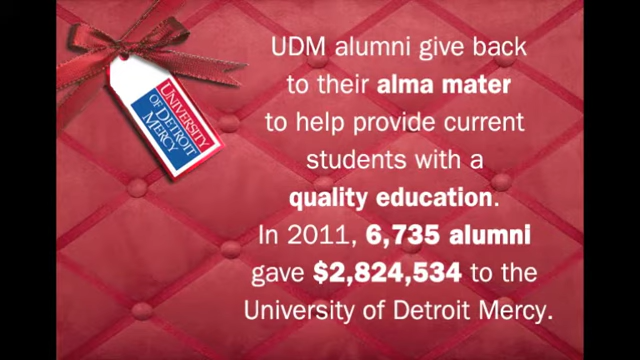 UNIVERSITY
OF DETROIT
MERCY
UDM alumni give back
to their alma mater
to help provide current
students with a
quality education.
In 2011, 6,735 alumni
gave $2,824,534 to the
University of Detroit Mercy.